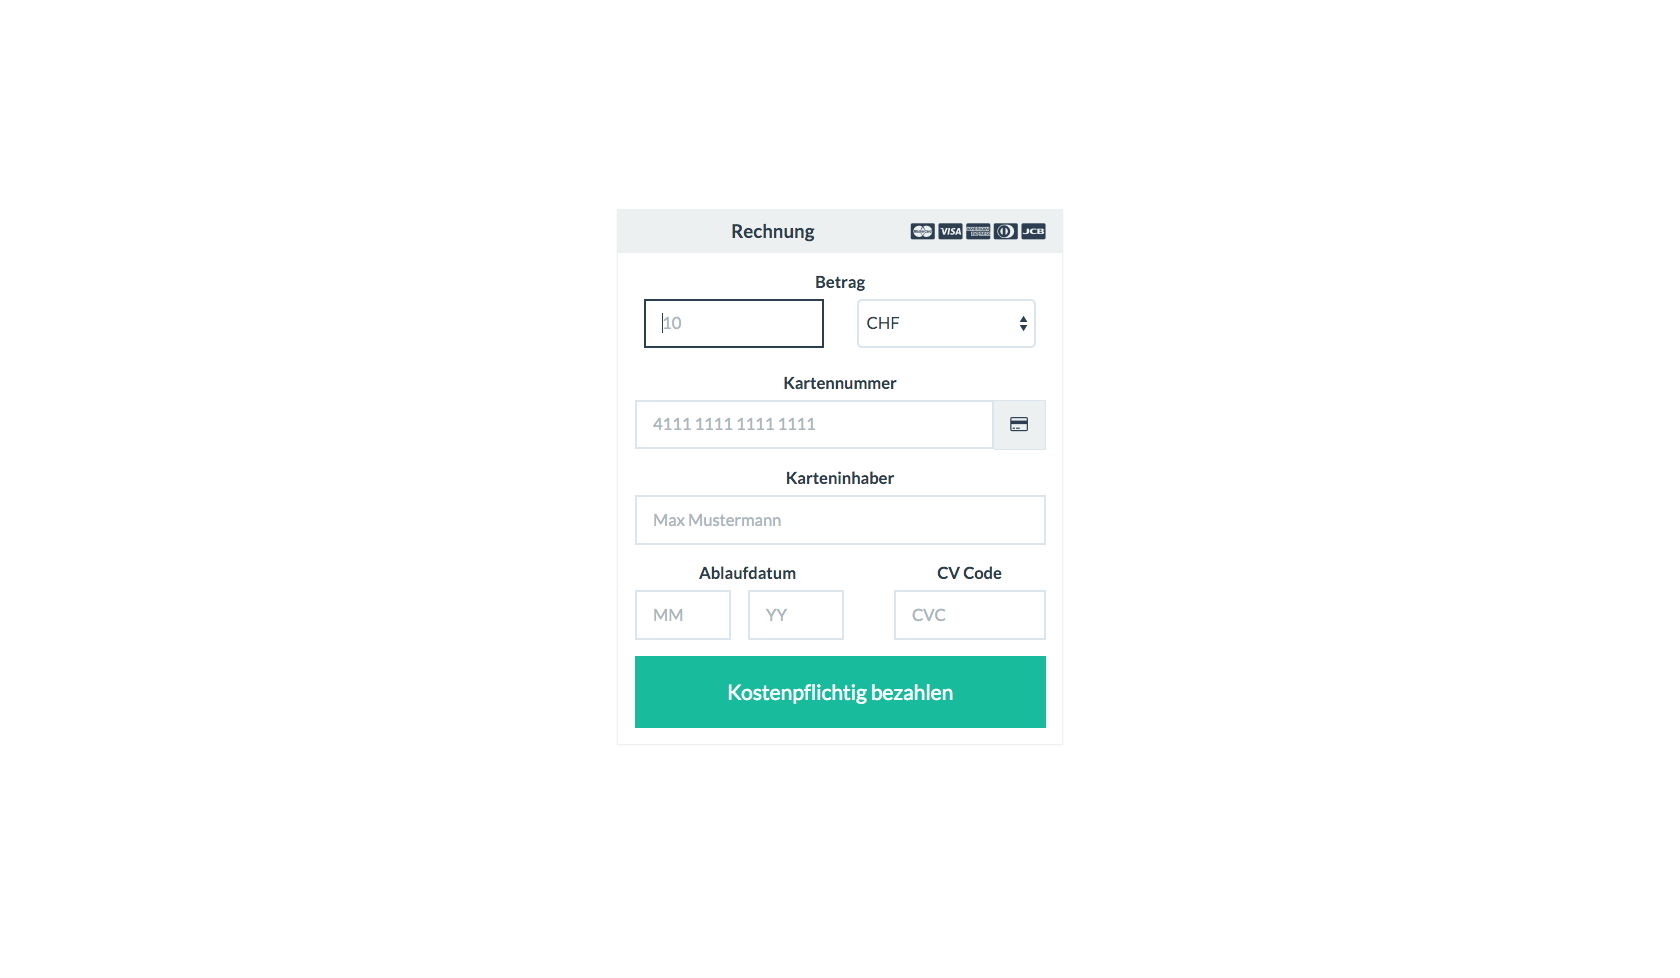 Rechnung VISA JCB
Betrag
10 CHF
Kartennummer
4111 1111 1111 1111
Karteninhaber
Max Mustermann
Ablaufdatum CV Code
MM YY CVC
Kostenpflichtig bezahlen